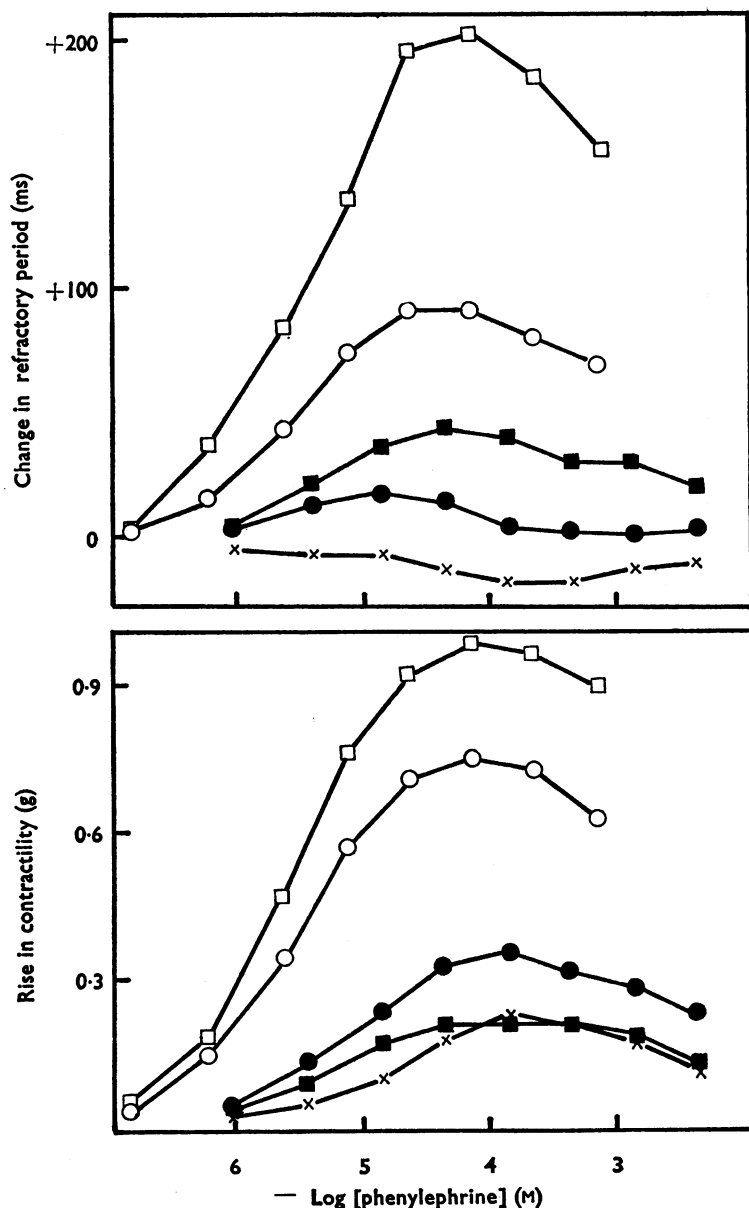 +200
+100
0
Change in refractory period (ms)
0·9
0·6
0·3
Rise in contractility (g)
6 5 4 3
— Log [phenylephrine] (M)